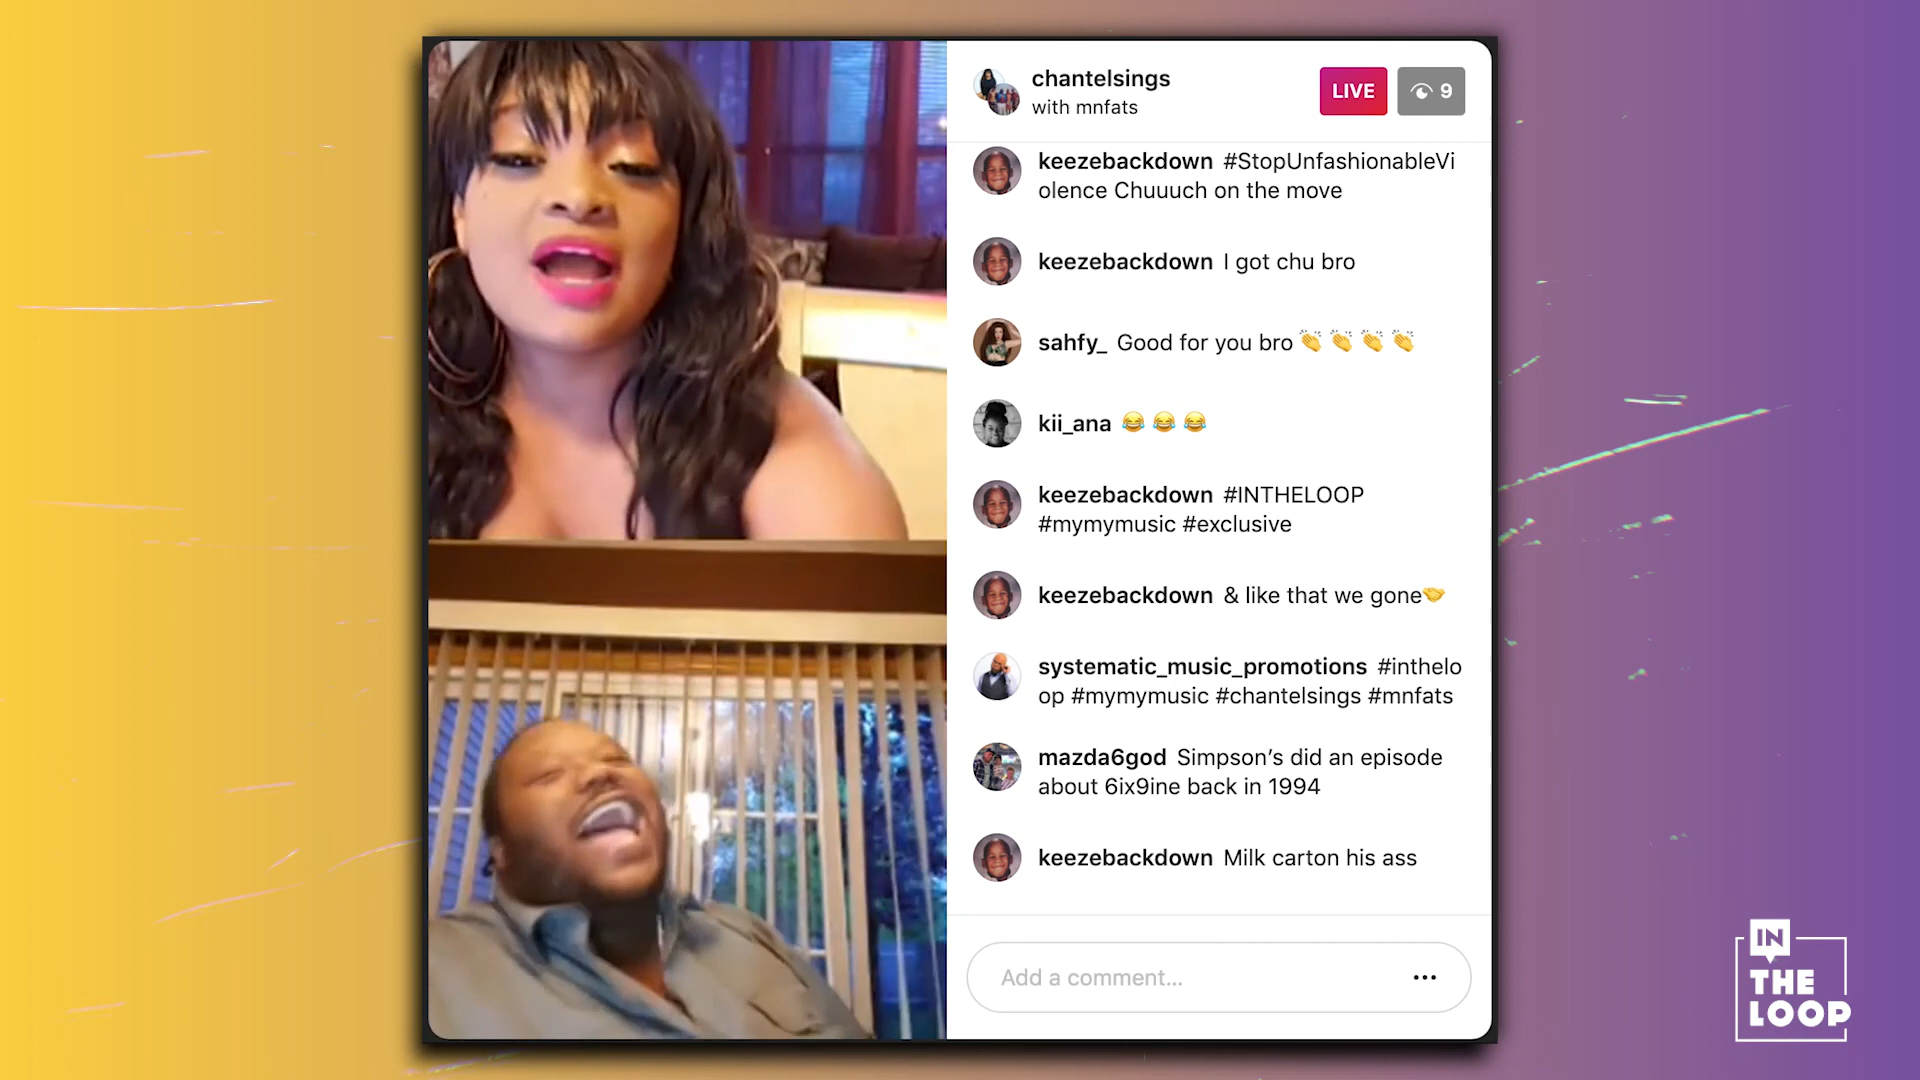 chantelsings
with mnfats
LIVE
9
keezebackdown #StopUnfashionableVi
olence Chuuuch on the move
keezebackdown I got chu bro
sahfy_ Good for you bro 👏 👏 👏 👏
kii_ana 😂 😂 😂
keezebackdown #INTHELOOP
#mymymusic #exclusive
keezebackdown & like that we gone🤝
systematic_music_promotions #inthelo
op #mymymusic #chantelsings #mnfats
mazda6god Simpson’s did an episode
about 6ix9ine back in 1994
keezebackdown Milk carton his ass
Add a comment...
IN
THE
LOOP